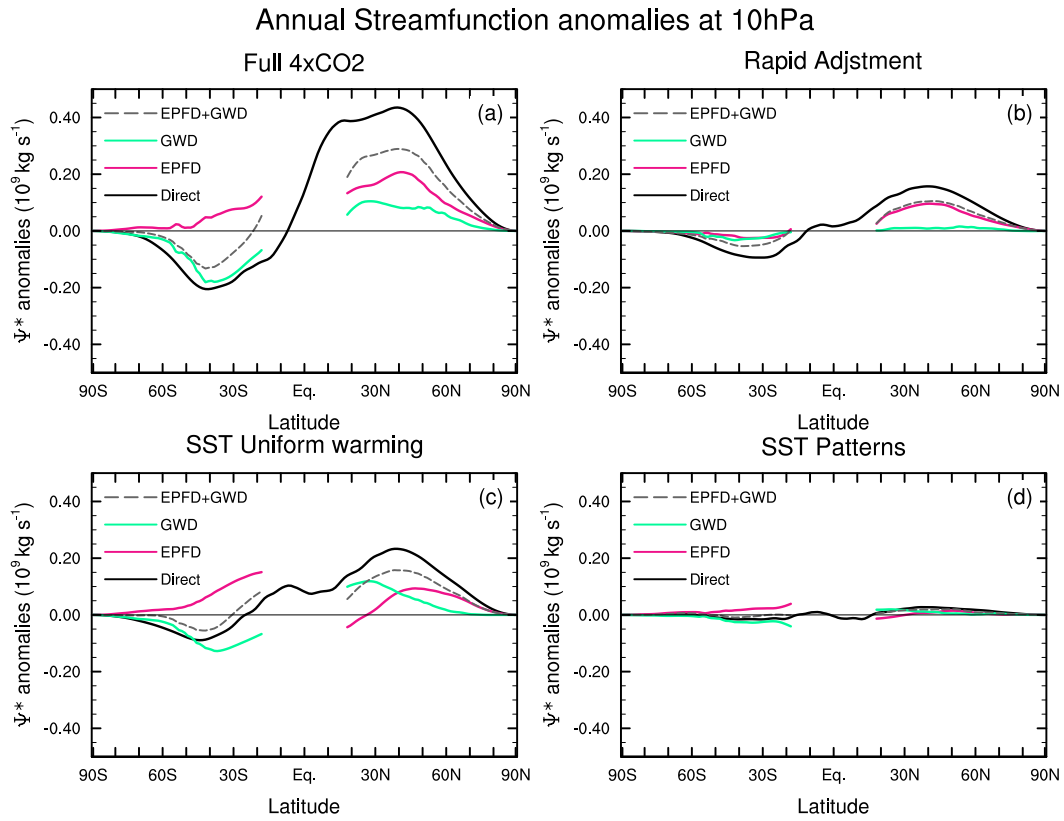 Annual Streamfunction anomalies at 10hPa
Full 4xCO2
Ψ* anomalies (10⁹ kg s⁻¹)
0.40
0.20
0.00
-0.20
-0.40
EPFD+GWD
GWD
EPFD
Direct
(a)
90S 60S 30S Eq. 30N 60N 90N
Latitude
Rapid Adjstment
Ψ* anomalies (10⁹ kg s⁻¹)
0.40
0.20
0.00
-0.20
-0.40
EPFD+GWD
GWD
EPFD
Direct
(b)
90S 60S 30S Eq. 30N 60N 90N
Latitude
SST Uniform warming
Ψ* anomalies (10⁹ kg s⁻¹)
0.40
0.20
0.00
-0.20
-0.40
EPFD+GWD
GWD
EPFD
Direct
(c)
90S 60S 30S Eq. 30N 60N 90N
Latitude
SST Patterns
Ψ* anomalies (10⁹ kg s⁻¹)
0.40
0.20
0.00
-0.20
-0.40
EPFD+GWD
GWD
EPFD
Direct
(d)
90S 60S 30S Eq. 30N 60N 90N
Latitude